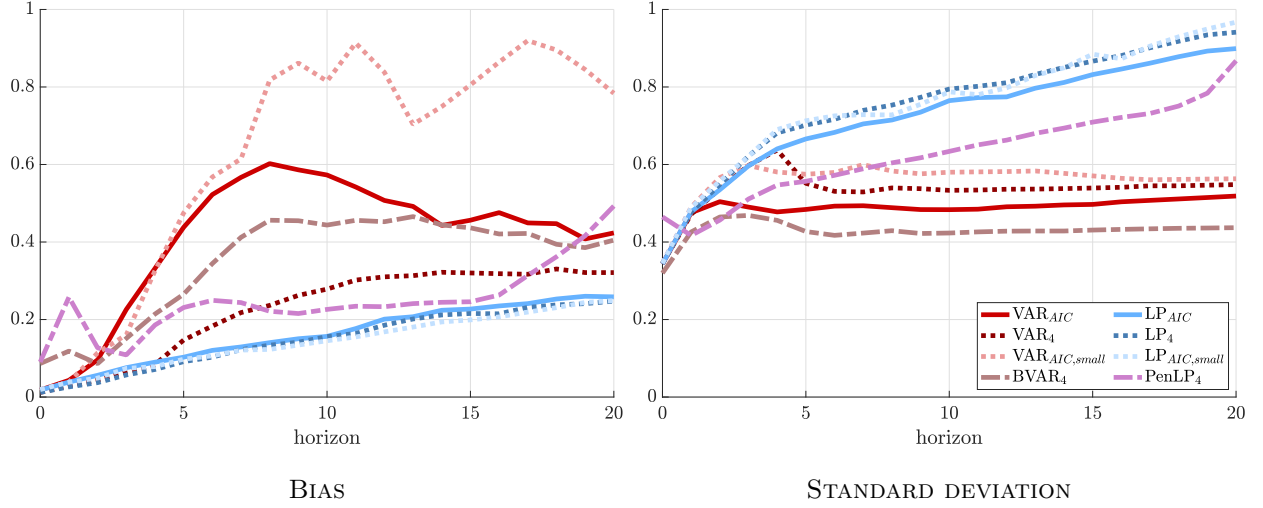 1
0.8
0.6
0.4
0.2
0
0 5 10 15 20
horizon
BIAS
1
0.8
0.6
0.4
0.2
0
0 5 10 15 20
horizon
VAR_AIC LP_AIC
VAR_4 LP_4
VAR_AIC,small LP_AIC,small
BVAR_4 PenLP_4
STANDARD DEVIATION